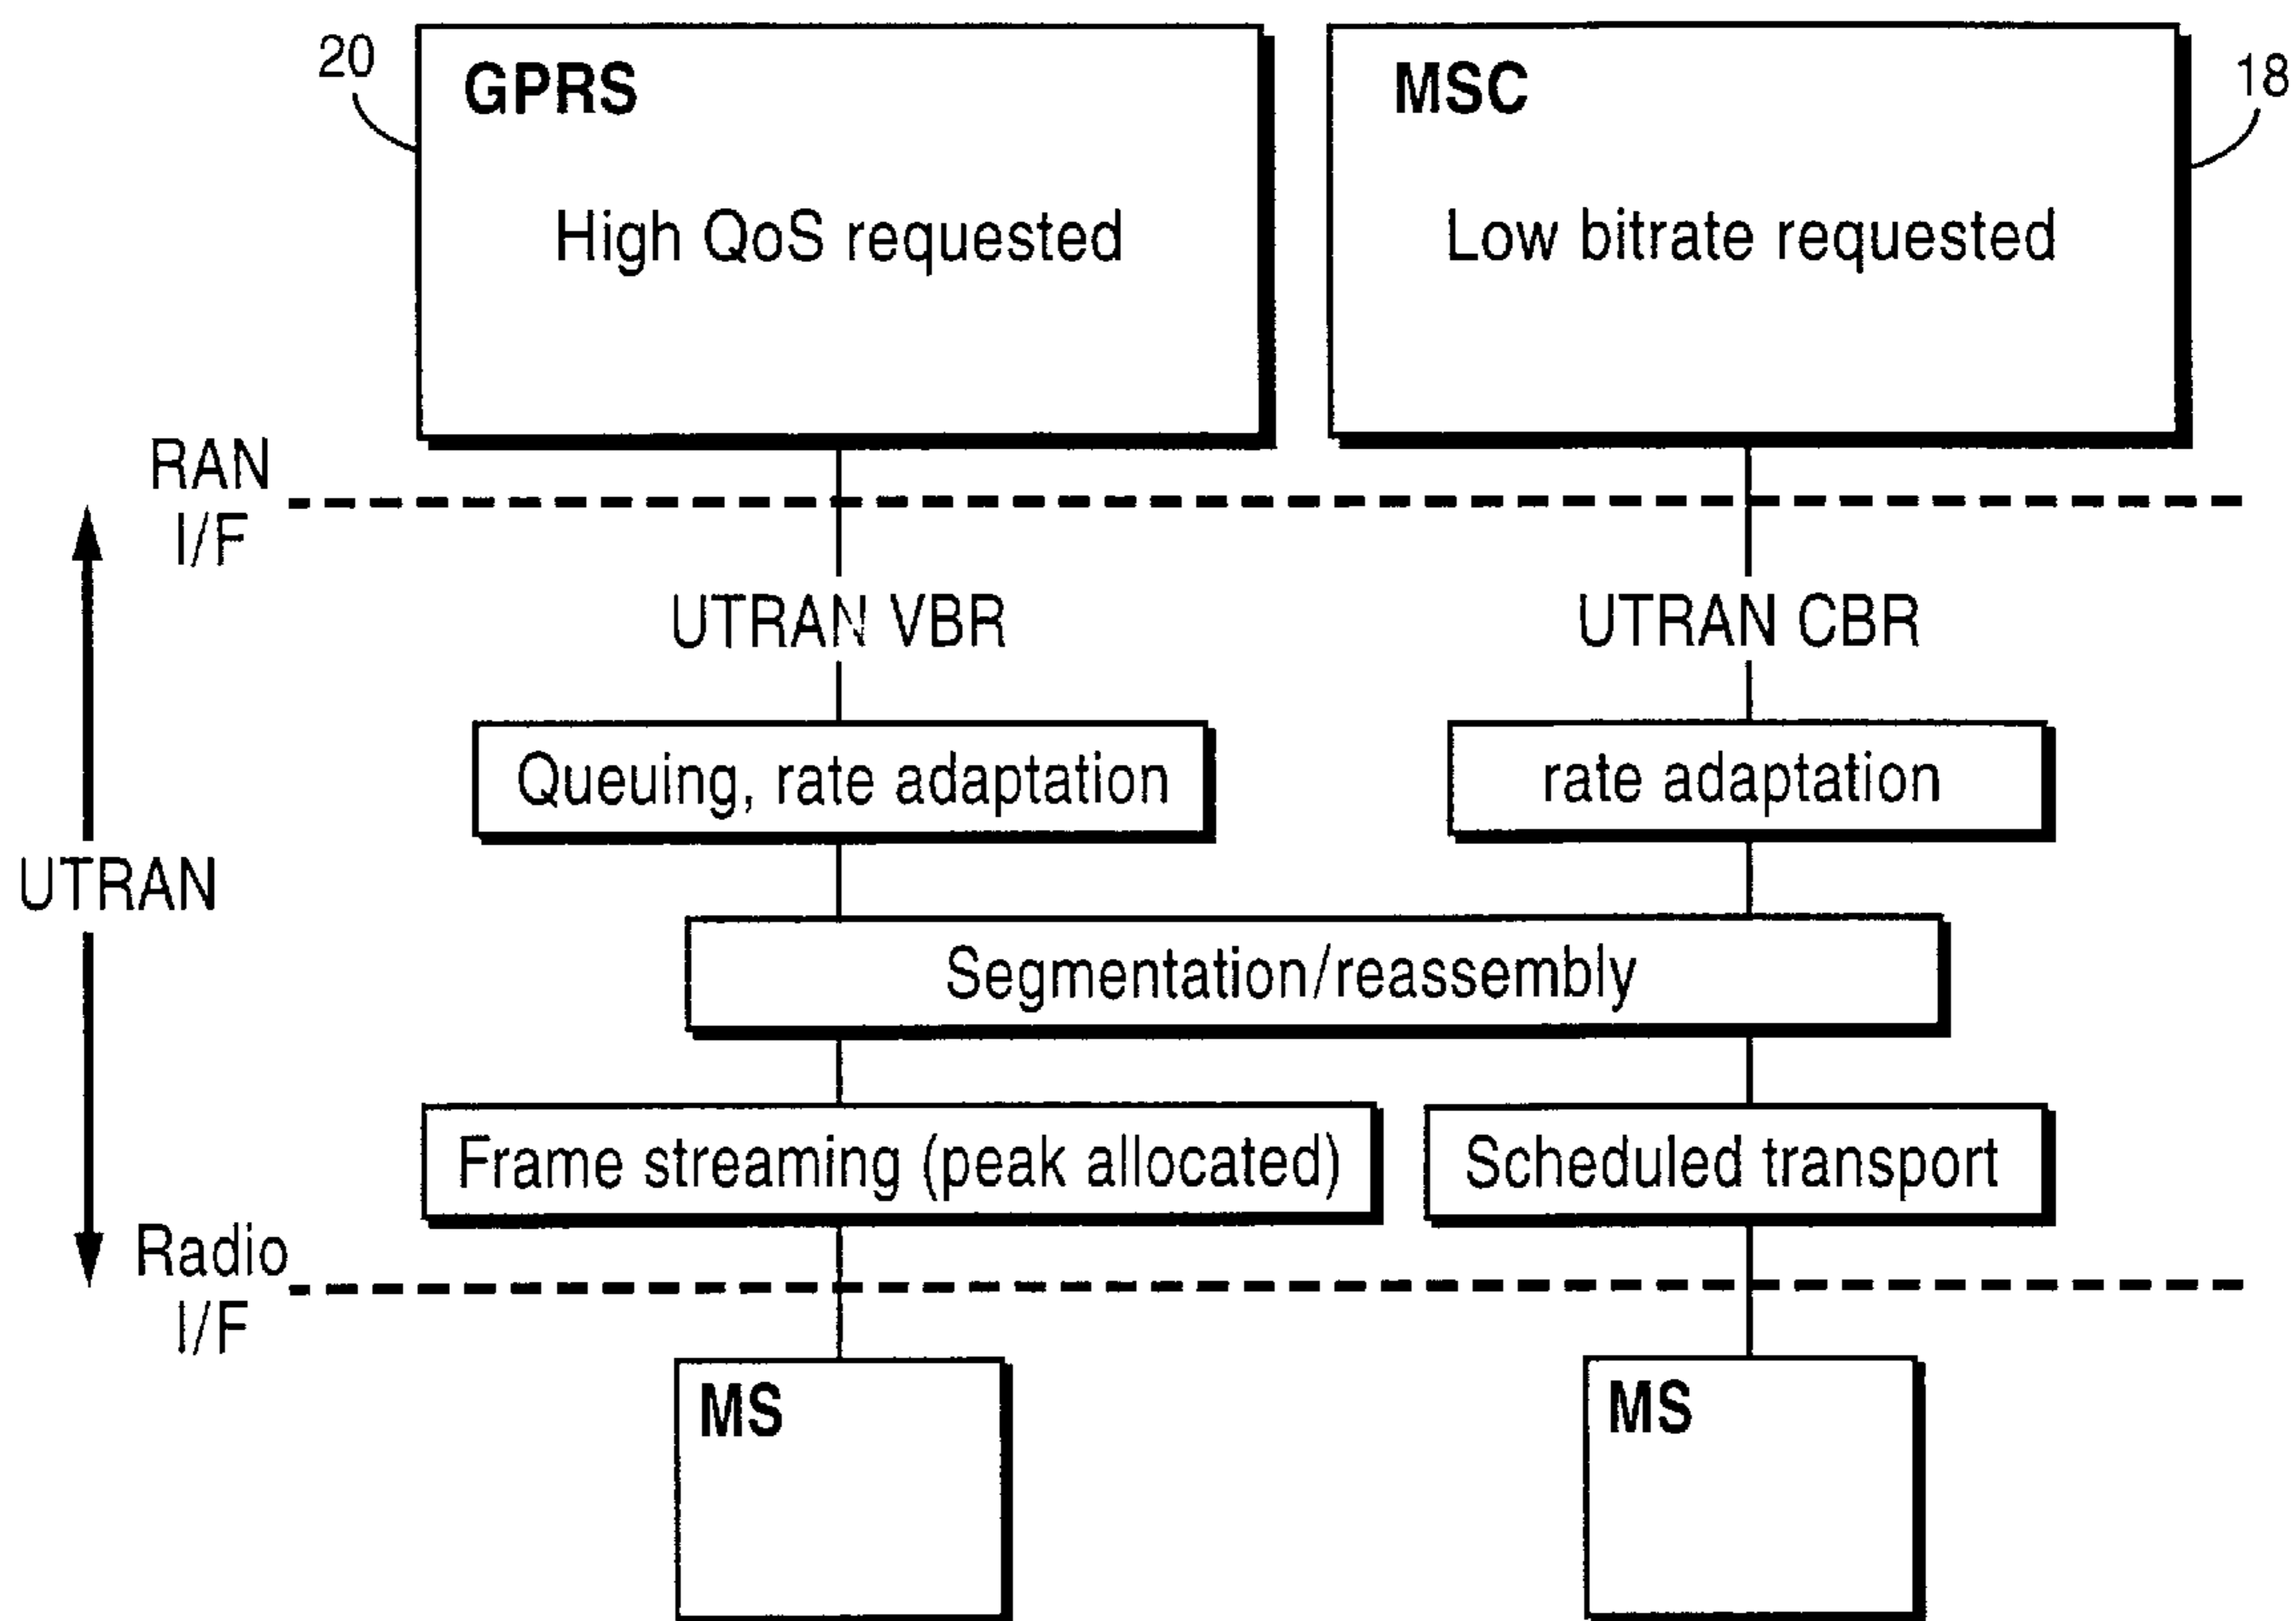 20
GPRS
High QoS requested
MSC
Low bitrate requested
18
RAN
I/F
UTRAN VBR
UTRAN CBR
Queuing, rate adaptation
rate adaptation
UTRAN
Segmentation/reassembly
Frame streaming (peak allocated)
Scheduled transport
Radio
I/F
MS
MS